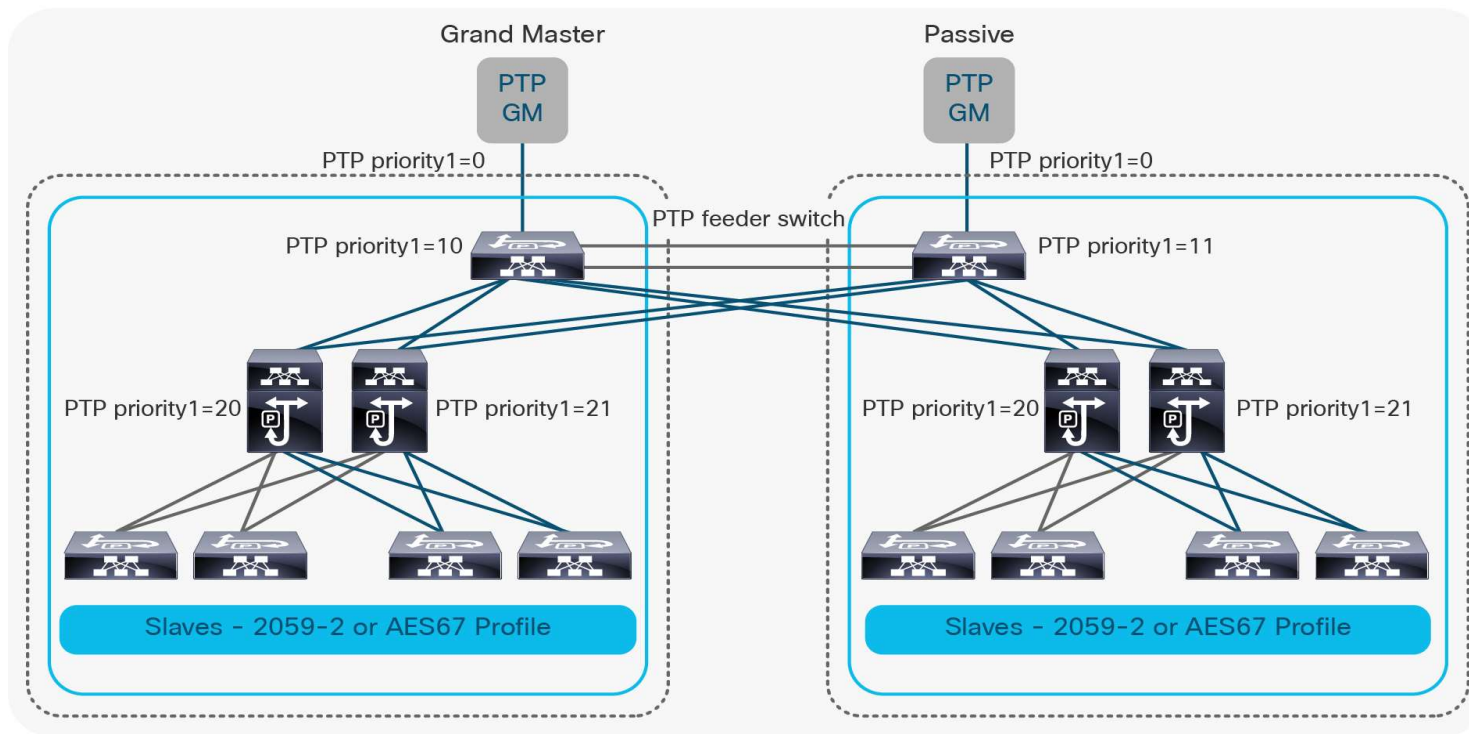 Grand Master
Passive
PTP
GM
PTP
GM
PTP priority1=0
PTP priority1=0
PTP feeder switch
PTP priority1=10
PTP priority1=11
PTP priority1=20
PTP priority1=21
PTP priority1=20
PTP priority1=21
P
P
P
P
Slaves - 2059-2 or AES67 Profile
Slaves - 2059-2 or AES67 Profile